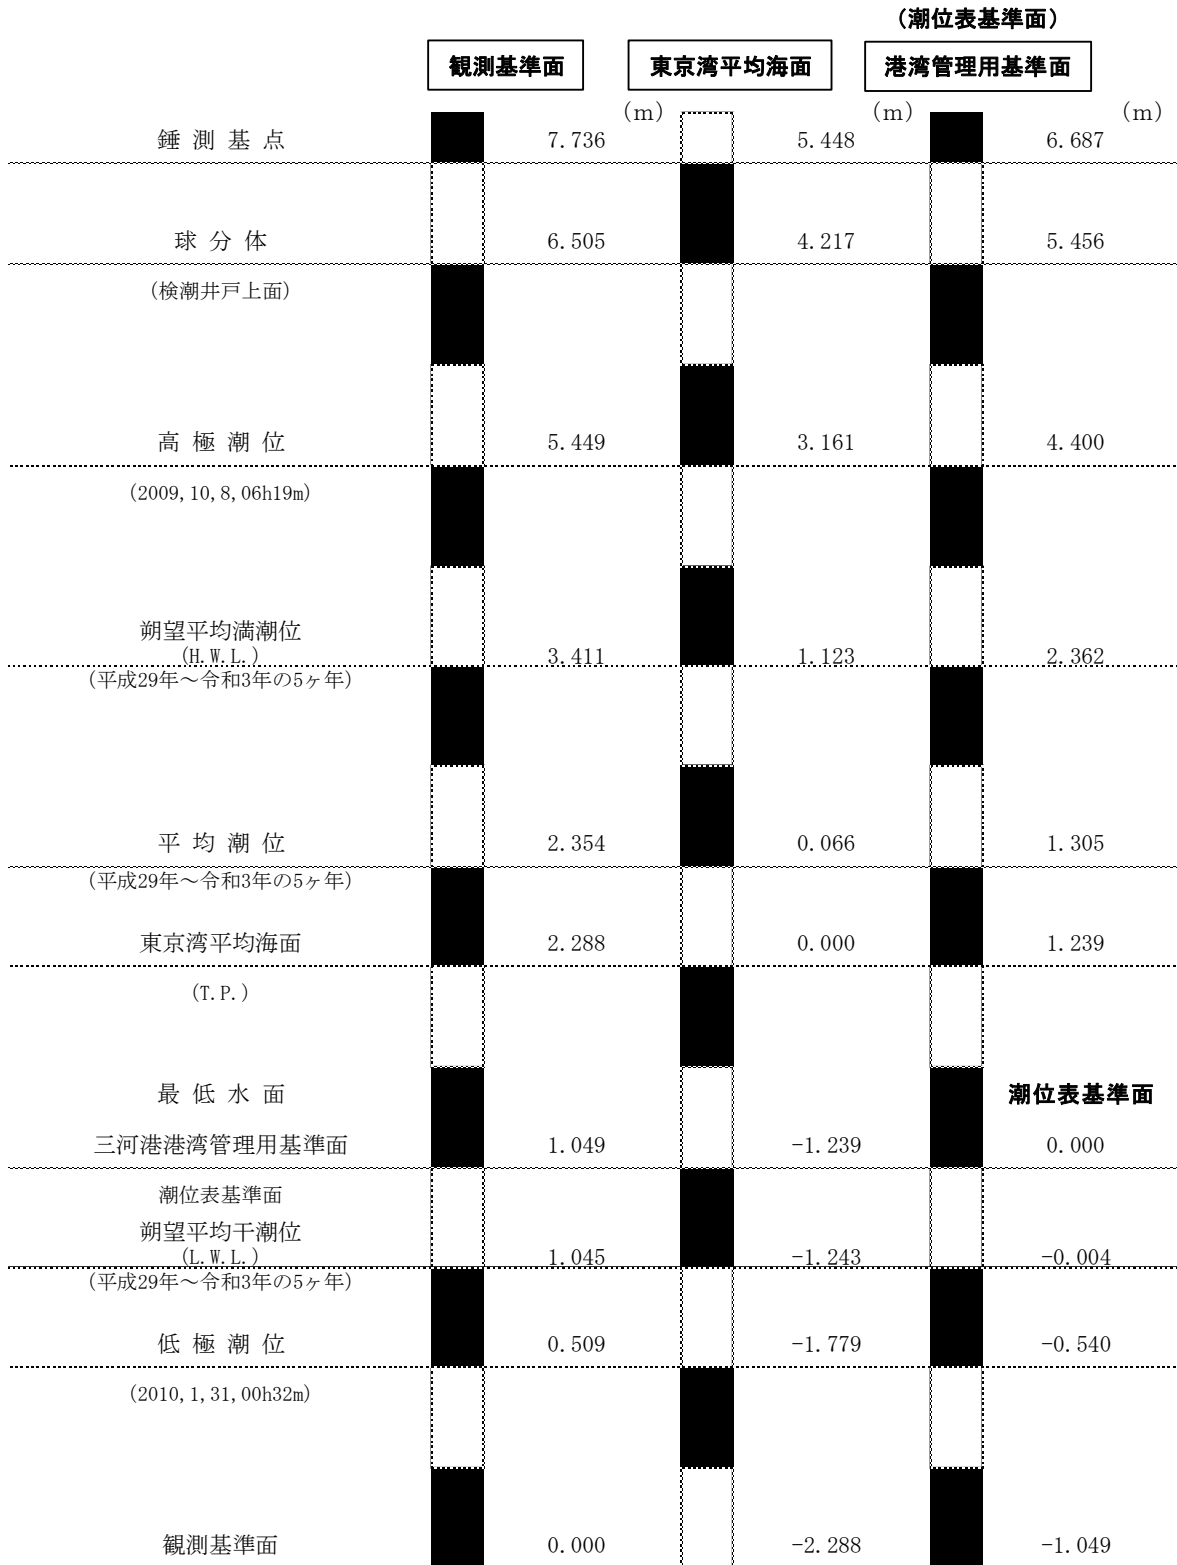 (潮位表基準面)
観測基準面 東京湾平均海面 港湾管理用基準面
(m) (m) (m)
錘測基点 7.736 5.448 6.687
球分体 6.505 4.217 5.456
(検潮井戸上面)
高極潮位 5.449 3.161 4.400
(2009,10,8,06h19m)
朔望平均満潮位
(H.W.L.) 3.411 1.123 2.362
(平成29年～令和3年の5ヶ年)
平均潮位 2.354 0.066 1.305
(平成29年～令和3年の5ヶ年)
東京湾平均海面 2.288 0.000 1.239
(T.P.)
最低水面 潮位表基準面
三河港港湾管理用基準面 1.049 -1.239 0.000
潮位表基準面
朔望平均干潮位
(L.W.L.) 1.045 -1.243 -0.004
(平成29年～令和3年の5ヶ年)
低極潮位 0.509 -1.779 -0.540
(2010,1,31,00h32m)
観測基準面 0.000 -2.288 -1.049